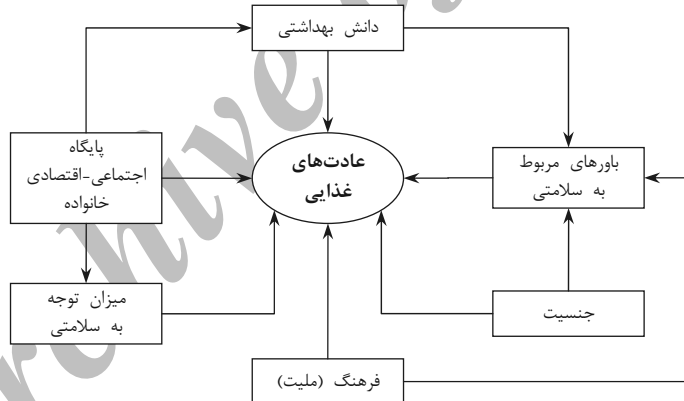 دانش بهداشتی
پایگاه
اجتماعی-اقتصادی
خانواده
عادت‌های
غذایی
باورهای مربوط
به سلامتی
میزان توجه
به سلامتی
جنسیت
فرهنگ (ملیت)